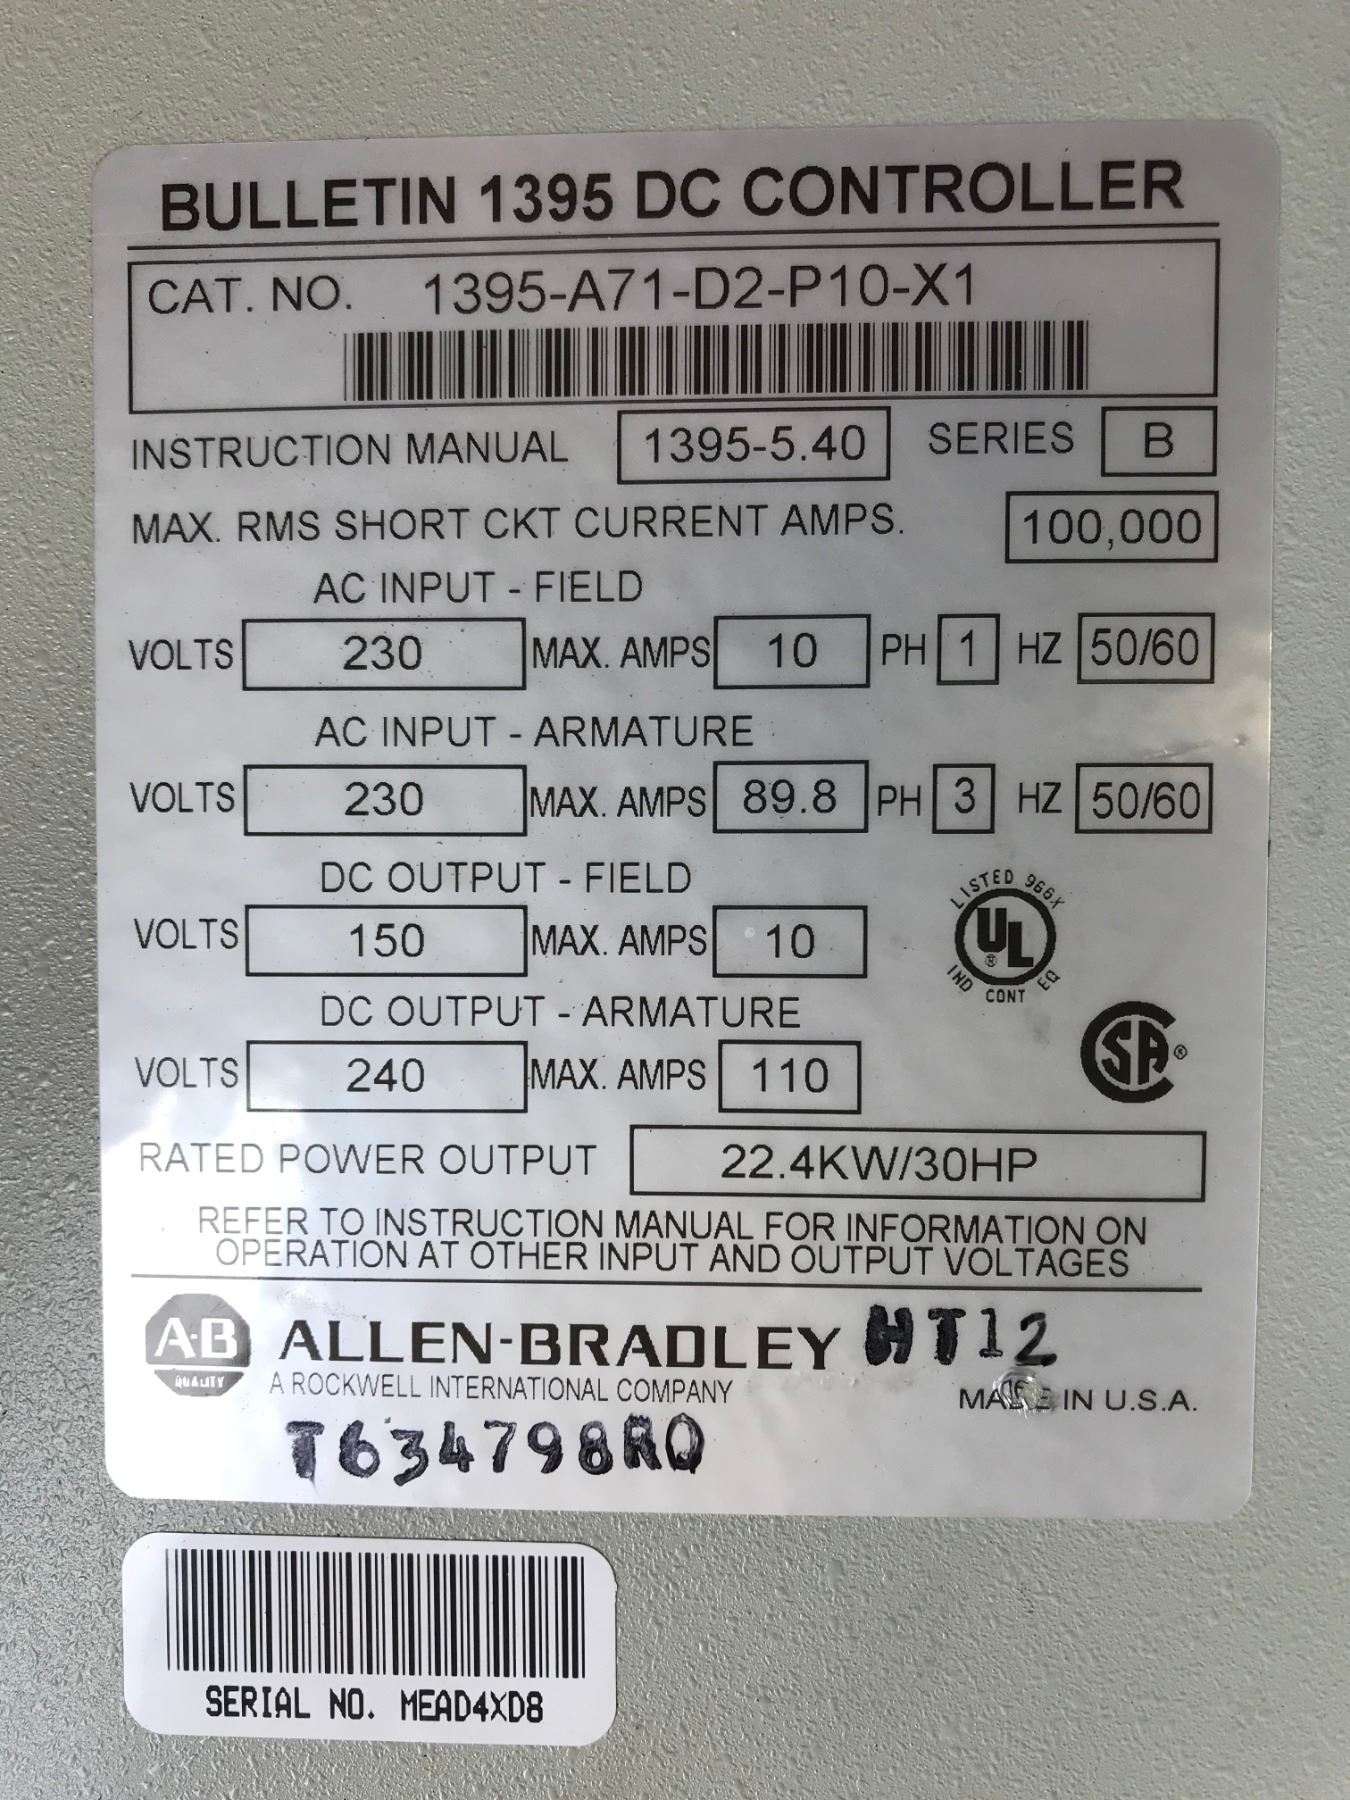 BULLETIN 1395 DC CONTROLLER
CAT. NO. 1395-A71-D2-P10-X1
INSTRUCTION MANUAL 1395-5.40 SERIES B
MAX. RMS SHORT CKT CURRENT AMPS. 100,000
AC INPUT - FIELD
VOLTS 230 MAX. AMPS 10 PH 1 HZ 50/60
AC INPUT - ARMATURE
VOLTS 230 MAX. AMPS 89.8 PH 3 HZ 50/60
DC OUTPUT - FIELD
VOLTS 150 MAX. AMPS 10
LISTED 966X
UL ®
IND CONT EQ
DC OUTPUT - ARMATURE
VOLTS 240 MAX. AMPS 110
SA ®
RATED POWER OUTPUT 22.4KW/30HP
REFER TO INSTRUCTION MANUAL FOR INFORMATION ON
OPERATION AT OTHER INPUT AND OUTPUT VOLTAGES
A-B QUALITY
ALLEN-BRADLEY HT12
A ROCKWELL INTERNATIONAL COMPANY
MADE IN U.S.A.
T634798RO
SERIAL NO. MEAD4XD8